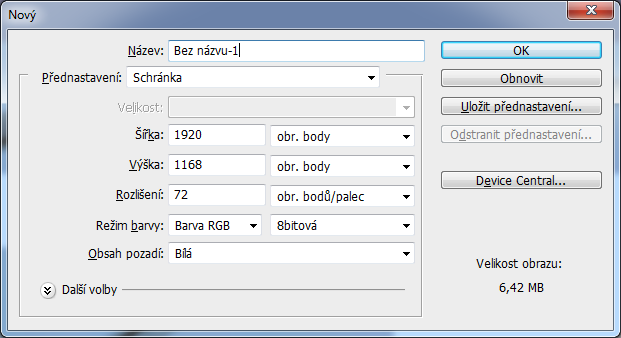 Nový
Název: Bez názvu-1
OK
Přednastavení: Schránka
Obnovit
Velikost:
Uložit přednastavení...
Šířka: 1920 obr. body
Odstranit přednastavení...
Výška: 1168 obr. body
Rozlišení: 72 obr. bodů/palec
Device Central...
Režim barvy: Barva RGB 8bitová
Obsah pozadí: Bílá
Velikost obrazu:
6,42 MB
Další volby